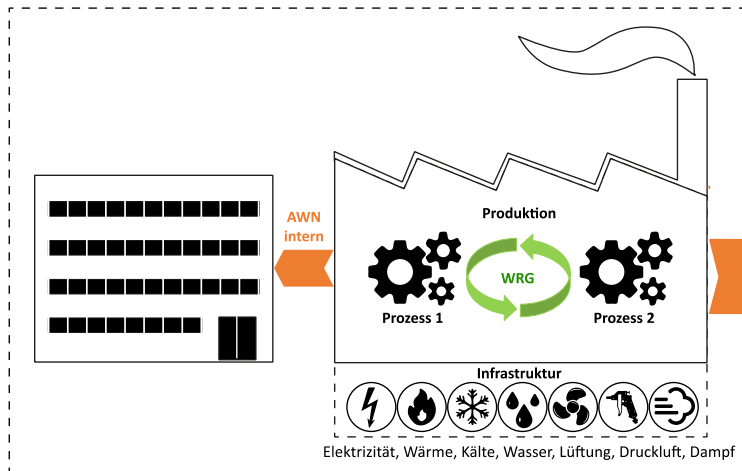 AWN
intern
Produktion
WRG
Prozess 1
Prozess 2
Infrastruktur
Elektrizität, Wärme, Kälte, Wasser, Lüftung, Druckluft, Dampf